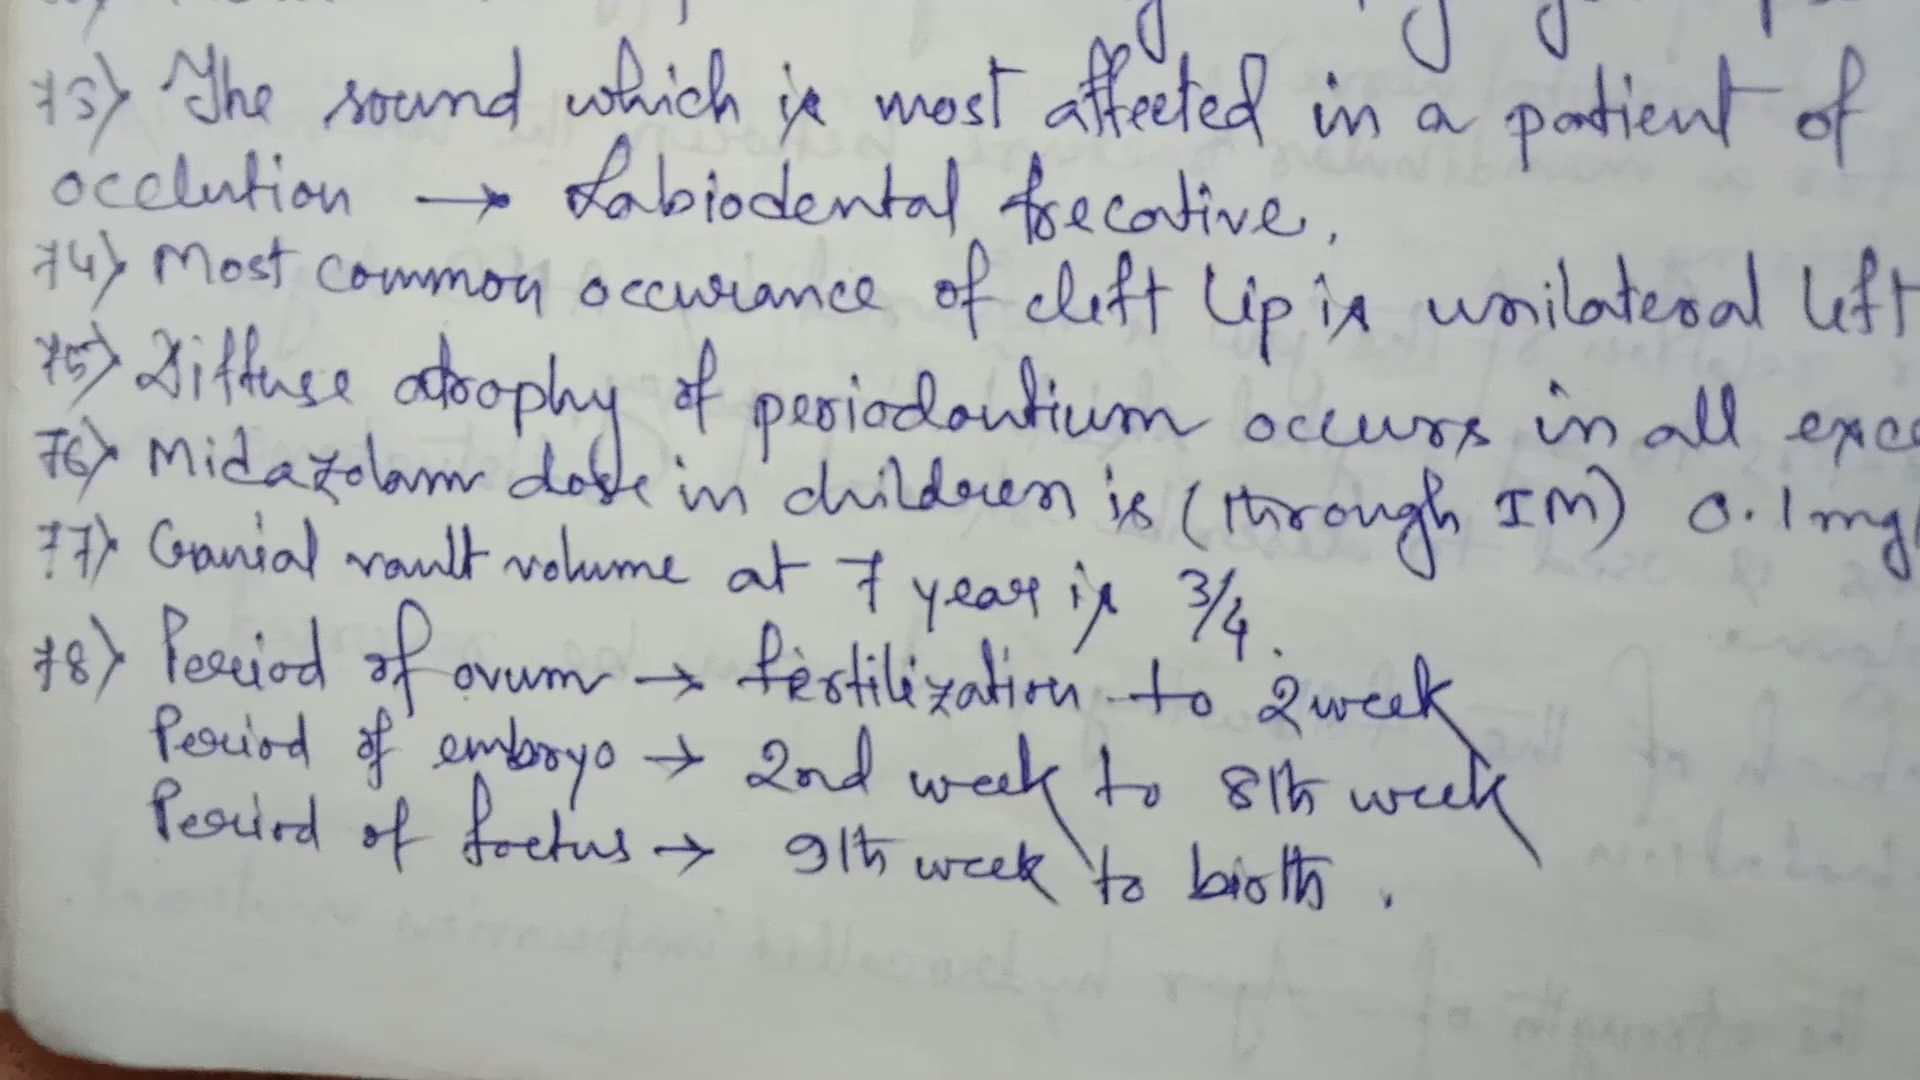 73) The sound which is most affected in a patient of
occlution → Labiodental frecative.
74) Most common occurance of cleft lip is unilateral left
75) Diffuse atrophy of periodontium occurs in all exce
76) Midazolam dose in children is (through IM) 0.1mg/
77) Cranial vault volume at 7 year is 3/4.
78) Period of ovum → fertilization to 2 week
Period of embryo → 2nd week to 8th week
Period of foetus → 9th week to birth.